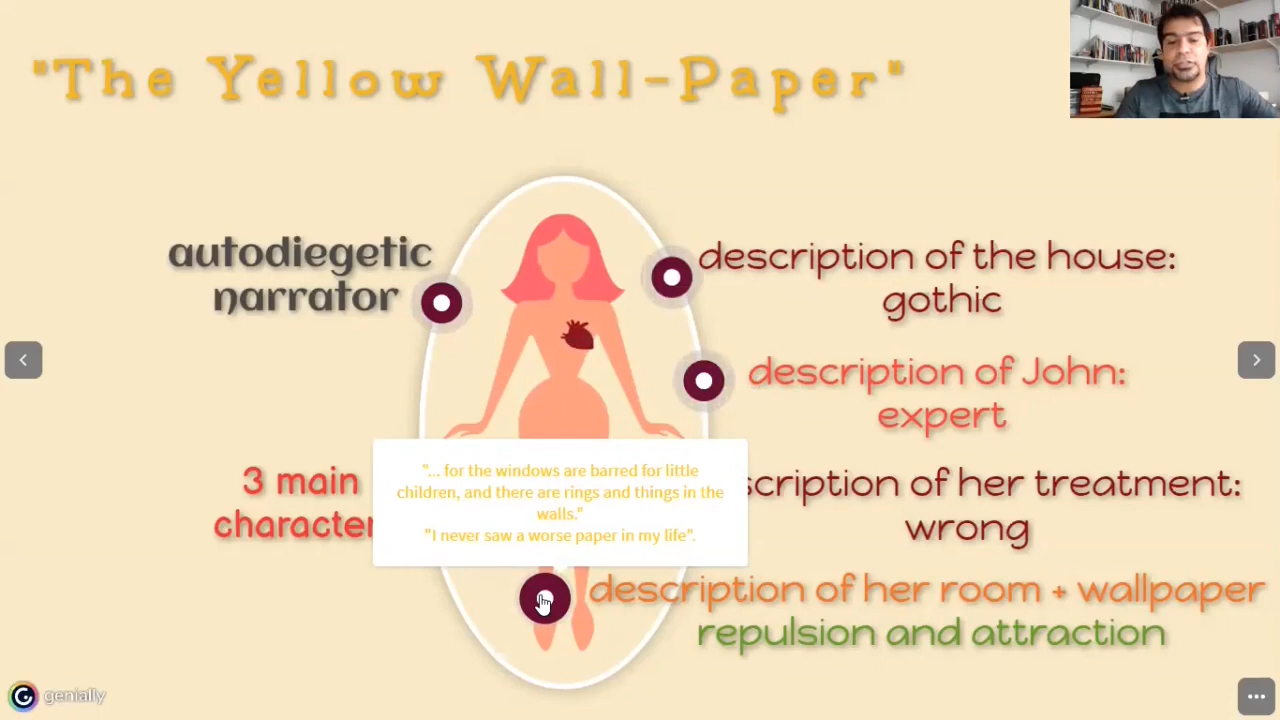 "The Yellow Wall-Paper"
autodiegetic
narrator
3 main
description of the house:
gothic
description of John:
expert
of her treatment:
wrong
"... for the windows are barred for little
children, and there are rings and things in the
walls."
"I never saw a worse paper in my life".
description of her room + wallpaper
repulsion and attraction
genially